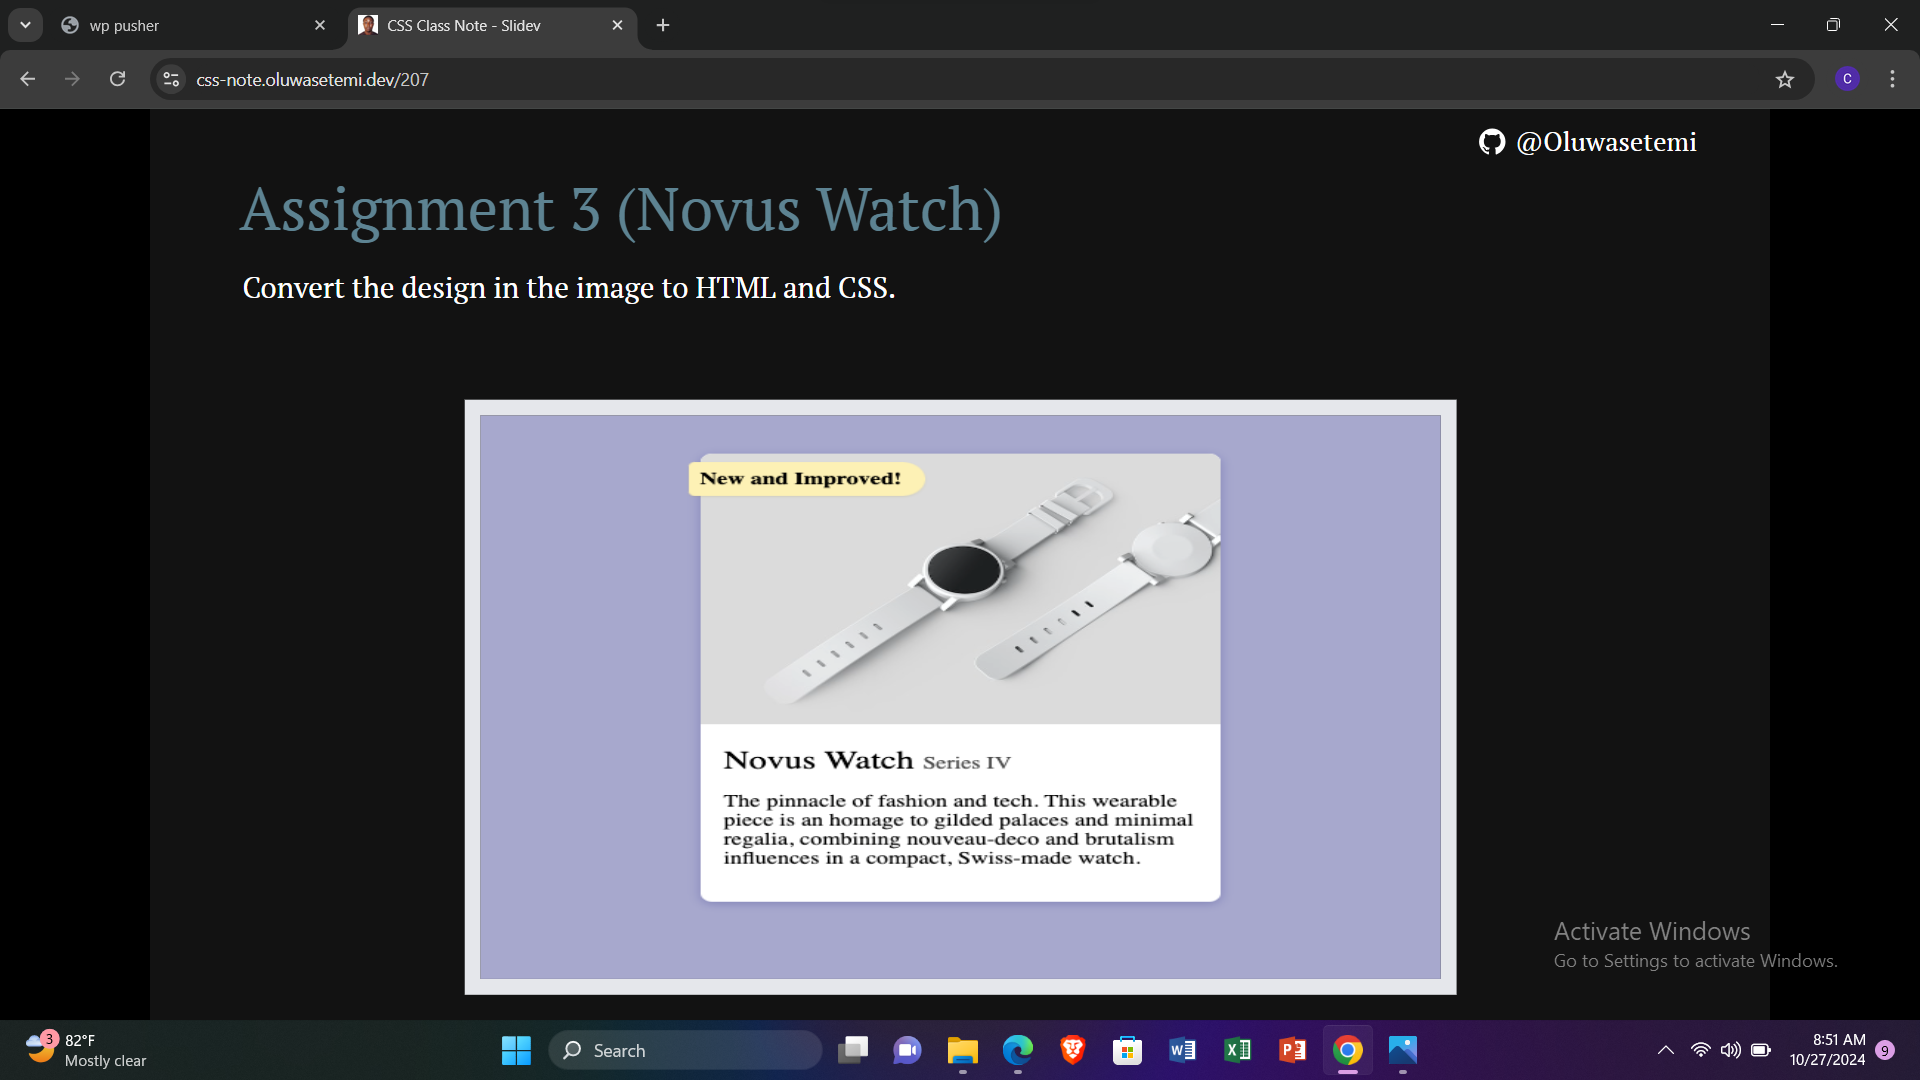 wp pusher
CSS Class Note - Slidev
css-note.oluwasetemi.dev/207
C
@Oluwasetemi
Assignment 3 (Novus Watch)
Convert the design in the image to HTML and CSS.
New and Improved!
Novus Watch Series IV
The pinnacle of fashion and tech. This wearable
piece is an homage to gilded palaces and minimal
regalia, combining nouveau-deco and brutalism
influences in a compact, Swiss-made watch.
Activate Windows
Go to Settings to activate Windows.
3
82°F
Mostly clear
Search
8:51 AM
10/27/2024
9